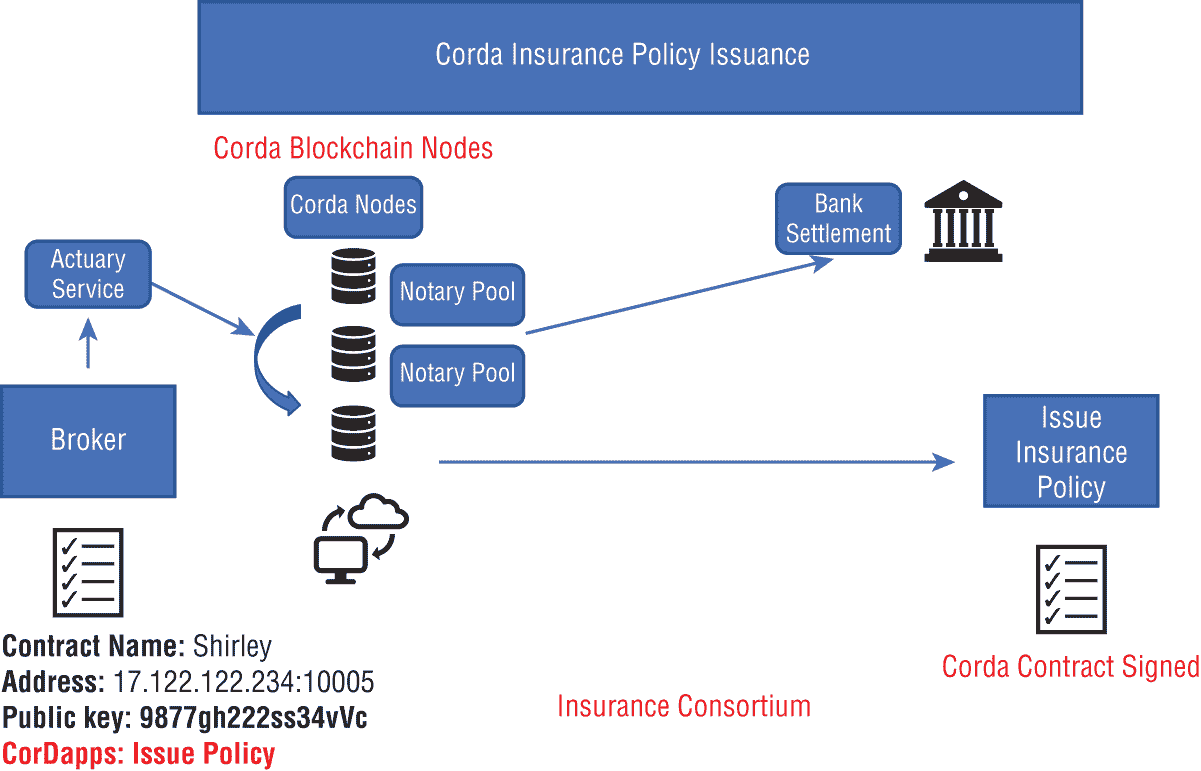 Corda Insurance Policy Issuance
Corda Blockchain Nodes
Corda Nodes
Bank
Settlement
Actuary
Service
Notary Pool
Notary Pool
Broker
Issue
Insurance
Policy
Contract Name: Shirley
Address: 17.122.122.234:10005
Public key: 9877gh222ss34vVc
CorDapps: Issue Policy
Corda Contract Signed
Insurance Consortium